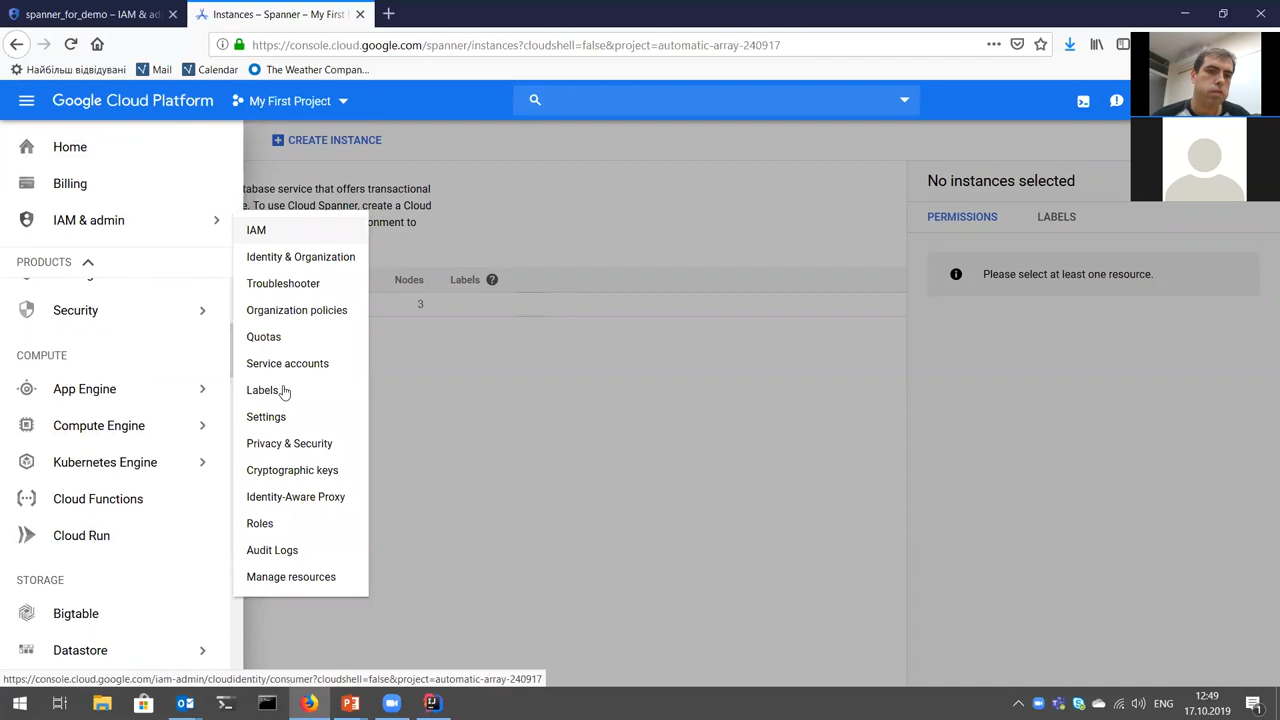 spanner_for_demo – IAM & ad
Instances – Spanner – My First
https://console.cloud.google.com/spanner/instances?cloudshell=false&project=automatic-array-240917
Найбільш відвідувані
Mail
Calendar
The Weather Compan...
Google Cloud Platform
My First Project
Home
Billing
IAM & admin
PRODUCTS
Security
COMPUTE
App Engine
Compute Engine
Kubernetes Engine
Cloud Functions
Cloud Run
STORAGE
Bigtable
Datastore
IAM
Identity & Organization
Troubleshooter
Organization policies
Quotas
Service accounts
Labels
Settings
Privacy & Security
Cryptographic keys
Identity-Aware Proxy
Roles
Audit Logs
Manage resources
CREATE INSTANCE
tabase service that offers transactional
e. To use Cloud Spanner, create a Cloud
onment to
Nodes
Labels
3
No instances selected
PERMISSIONS
LABELS
Please select at least one resource.
https://console.cloud.google.com/iam-admin/cloudidentity/consumer?cloudshell=false&project=automatic-array-240917
ENG
12:49
17.10.2019
1